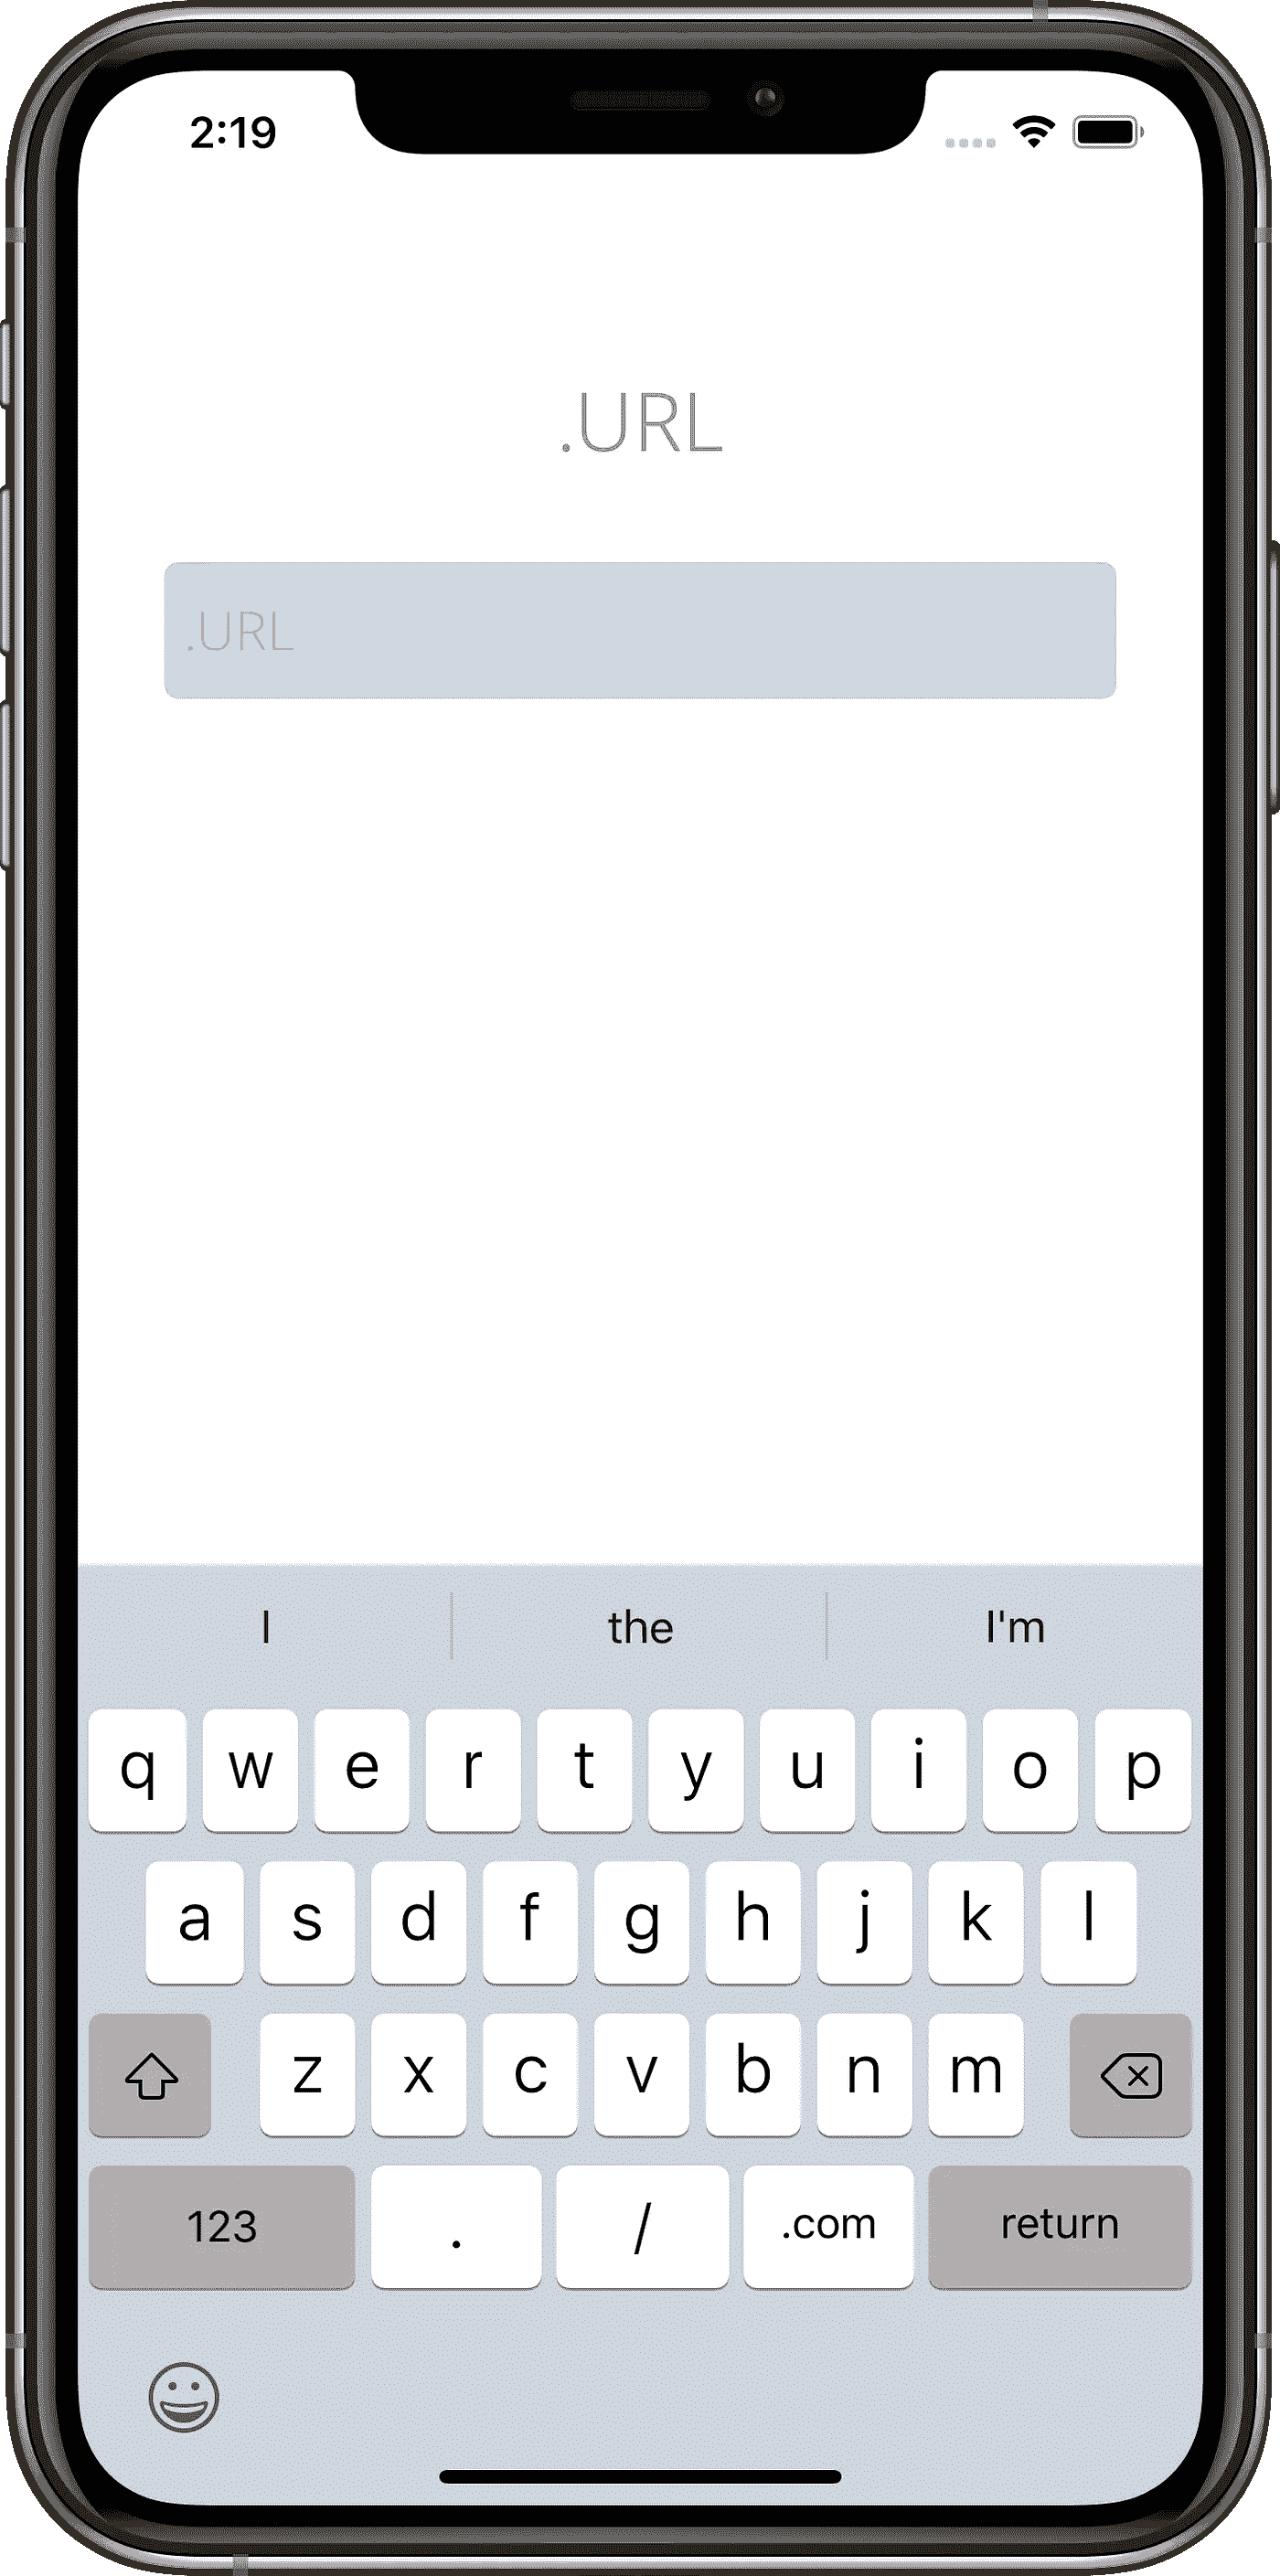 2:19
.URL
.URL
I the I'm
q w e r t y u i o p
a s d f g h j k l
z x c v b n m
123 . / .com return